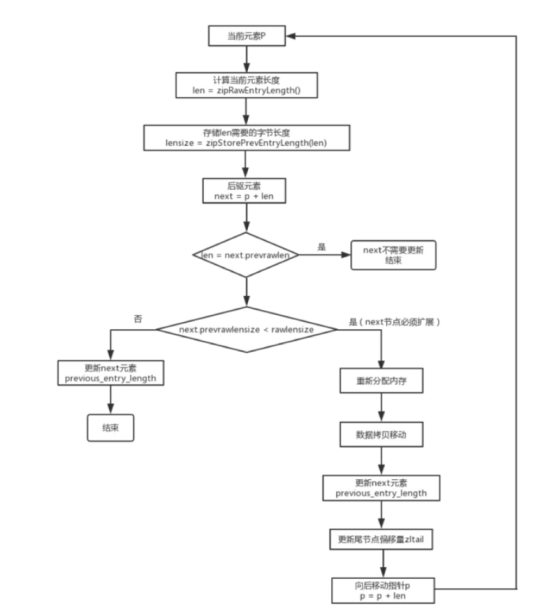 当前元素P
计算当前元素长度
len = zipRawEntryLength()
存储len需要的字节长度
lensize = zipStorePrevEntryLength(len)
后驱元素
next = p + len
len = next.prevrawlen
是
next不需要更新
结束
next.prevrawlensize < rawlensize
否
是（next节点必须扩展）
更新next元素
previous_entry_length
结束
重新分配内存
数据拷贝移动
更新next元素
previous_entry_length
更新尾节点偏移量zltail
向后移动指针p
p = p + len